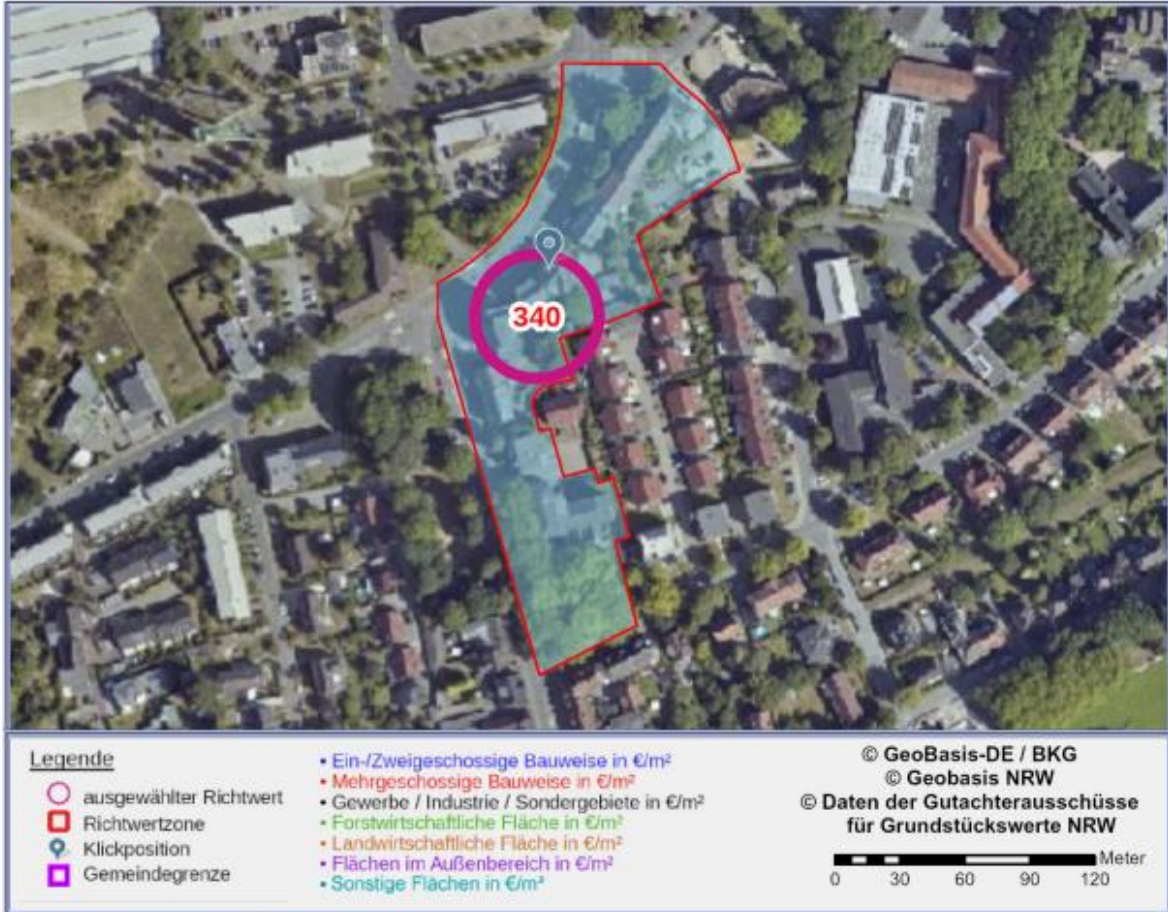 340
Legende
ausgewählter Richtwert
Richtwertzone
Klickposition
Gemeindegrenze
• Ein-/Zweigeschossige Bauweise in €/m²
• Mehrgeschossige Bauweise in €/m²
• Gewerbe / Industrie / Sondergebiete in €/m²
• Forstwirtschaftliche Fläche in €/m²
• Landwirtschaftliche Fläche in €/m²
• Flächen im Außenbereich in €/m²
• Sonstige Flächen in €/m²
© GeoBasis-DE / BKG
© Geobasis NRW
© Daten der Gutachterausschüsse
für Grundstückswerte NRW
Meter
0 30 60 90 120